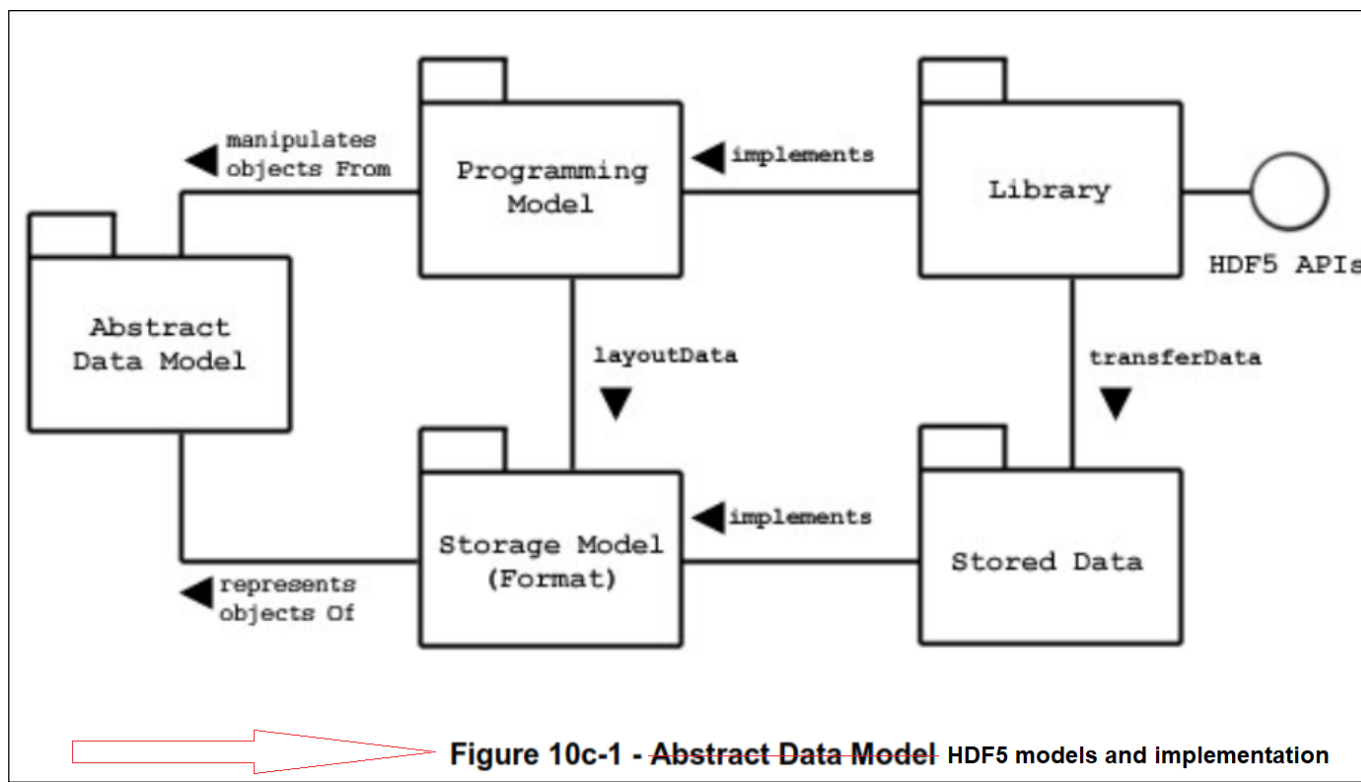 manipulates
objects From
Programming
Model
implements
Library
HDF5 APIs
Abstract
Data Model
layoutData
transferData
Storage Model
(Format)
implements
Stored Data
represents
objects Of
Figure 10c-1 - Abstract Data Model HDF5 models and implementation